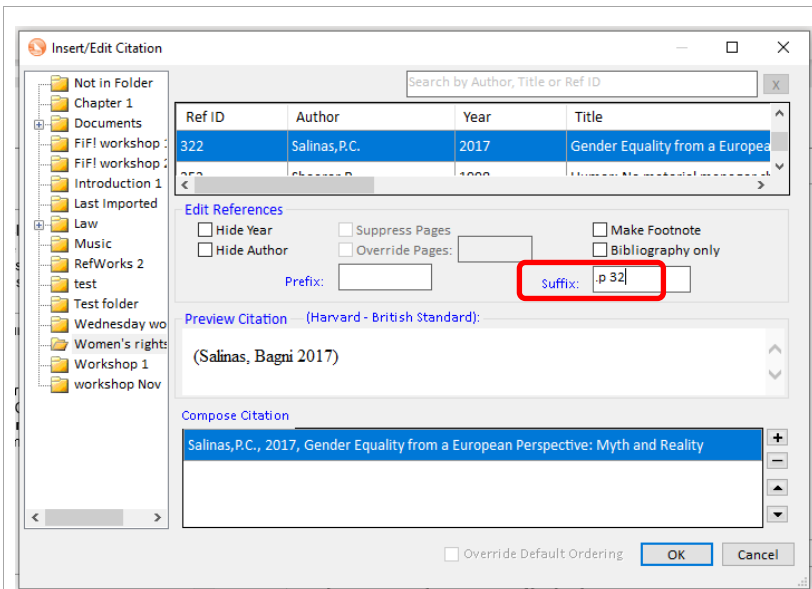 Insert/Edit Citation
Not in Folder
Chapter 1
Documents
FiF! workshop
FiF! workshop
Introduction 1
Last Imported
Law
Music
RefWorks 2
test
Test folder
Wednesday wo
Women's rights
Workshop 1
workshop Nov
Search by Author, Title or Ref ID
X
Ref ID Author Year Title
322 Salinas,P.C. 2017 Gender Equality from a Europea
Edit References
Hide Year Suppress Pages Make Footnote
Hide Author Override Pages: Bibliography only
Prefix: Suffix: .p 32
Preview Citation (Harvard - British Standard):
(Salinas, Bagni 2017)
Compose Citation
Salinas,P.C., 2017, Gender Equality from a European Perspective: Myth and Reality
Override Default Ordering OK Cancel